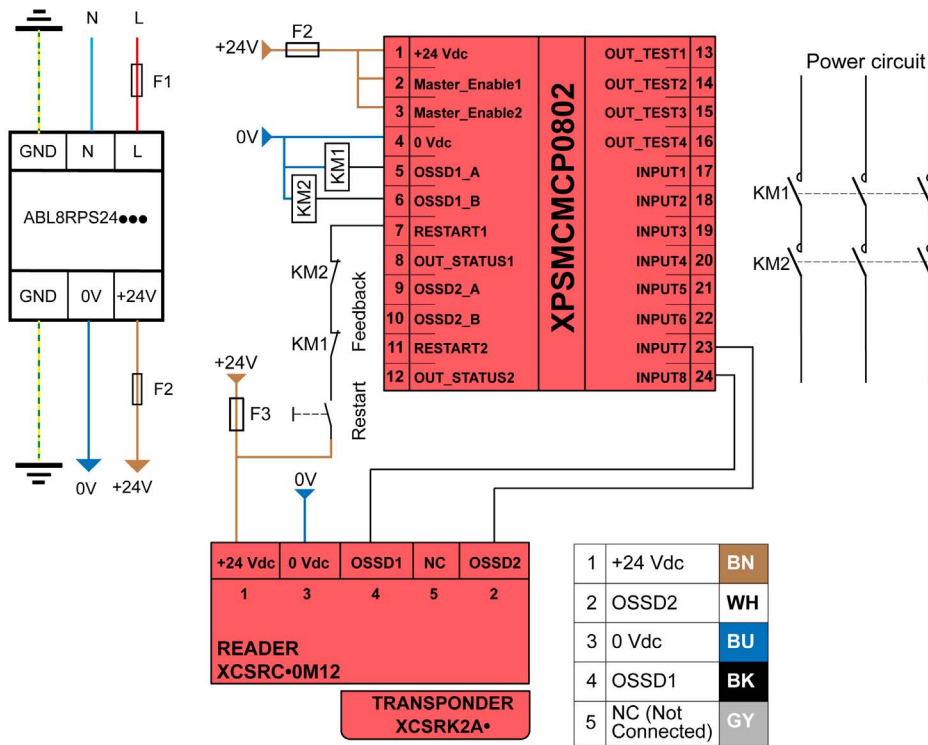 N L
F1
GND N L
ABL8RPS24●●●
GND 0V +24V
F2
0V +24V
+24V F2
0V
KM1
KM2
1 +24 Vdc
2 Master_Enable1
3 Master_Enable2
4 0 Vdc
5 OSSD1_A
6 OSSD1_B
7 RESTART1
8 OUT_STATUS1
9 OSSD2_A
10 OSSD2_B
11 RESTART2
12 OUT_STATUS2
XPSMCMCP0802
OUT_TEST1 13
OUT_TEST2 14
OUT_TEST3 15
OUT_TEST4 16
INPUT1 17
INPUT2 18
INPUT3 19
INPUT4 20
INPUT5 21
INPUT6 22
INPUT7 23
INPUT8 24
Power circuit
KM1
KM2
KM2
KM1
Feedback
Restart
+24V
F3
0V
+24 Vdc 0 Vdc OSSD1 NC OSSD2
1 3 4 5 2
READER
XCSRC•0M12
TRANSPONDER
XCSRK2A•
1 +24 Vdc BN
2 OSSD2 WH
3 0 Vdc BU
4 OSSD1 BK
5 NC (Not
Connected) GY